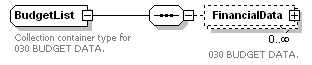 BudgetList
FinancialData
Collection container type for
030 BUDGET DATA.
0..∞
030 BUDGET DATA.